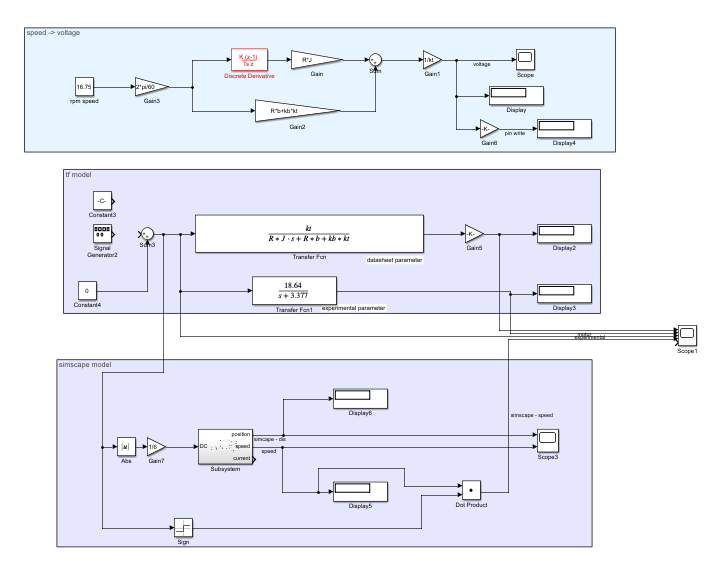 speed -> voltage
16.75
rpm speed
2*pi/60
Gain3
K (z-1)
Ts z
Discrete Derivative
R*J
Gain
Sum
1/kt
Gain1
voltage
Scope
Display
R*b+kb*kt
Gain2
-K-
Gain6
pin write
Display4
tf model
-C-
Constant3
Signal
Generator2
Sum3
0
Constant4
kt
R * J · s + R * b + kb * kt
Transfer Fcn
datasheet parameter
-K-
Gain5
Display2
18.64
s + 3.377
Transfer Fcn1
experimental parameter
Display3
experimental
Scope1
simscape model
|u|
Abs
1/6
Gain7
DC
position
speed
current
Subsystem
simcape - dis
speed
Display6
simscape - speed
Scope3
Display5
Dot Product
Sign